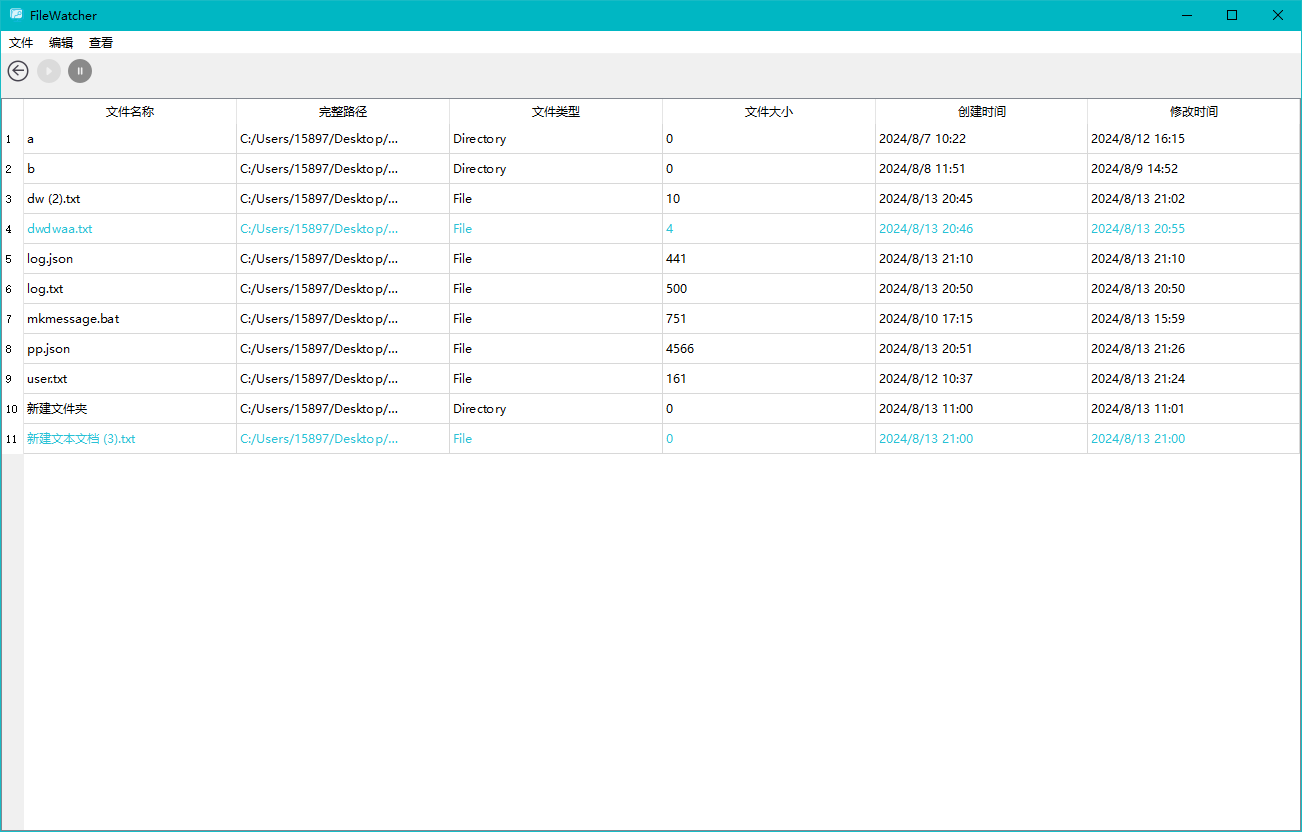 FileWatcher
文件 编辑 查看
文件名称 完整路径 文件类型 文件大小 创建时间 修改时间
1 a C:/Users/15897/Desktop/... Directory 0 2024/8/7 10:22 2024/8/12 16:15
2 b C:/Users/15897/Desktop/... Directory 0 2024/8/8 11:51 2024/8/9 14:52
3 dw (2).txt C:/Users/15897/Desktop/... File 10 2024/8/13 20:45 2024/8/13 21:02
4 dwdwaa.txt C:/Users/15897/Desktop/... File 4 2024/8/13 20:46 2024/8/13 20:55
5 log.json C:/Users/15897/Desktop/... File 441 2024/8/13 21:10 2024/8/13 21:10
6 log.txt C:/Users/15897/Desktop/... File 500 2024/8/13 20:50 2024/8/13 20:50
7 mkmessage.bat C:/Users/15897/Desktop/... File 751 2024/8/10 17:15 2024/8/13 15:59
8 pp.json C:/Users/15897/Desktop/... File 4566 2024/8/13 20:51 2024/8/13 21:26
9 user.txt C:/Users/15897/Desktop/... File 161 2024/8/12 10:37 2024/8/13 21:24
10 新建文件夹 C:/Users/15897/Desktop/... Directory 0 2024/8/13 11:00 2024/8/13 11:01
11 新建文本文档 (3).txt C:/Users/15897/Desktop/... File 0 2024/8/13 21:00 2024/8/13 21:00